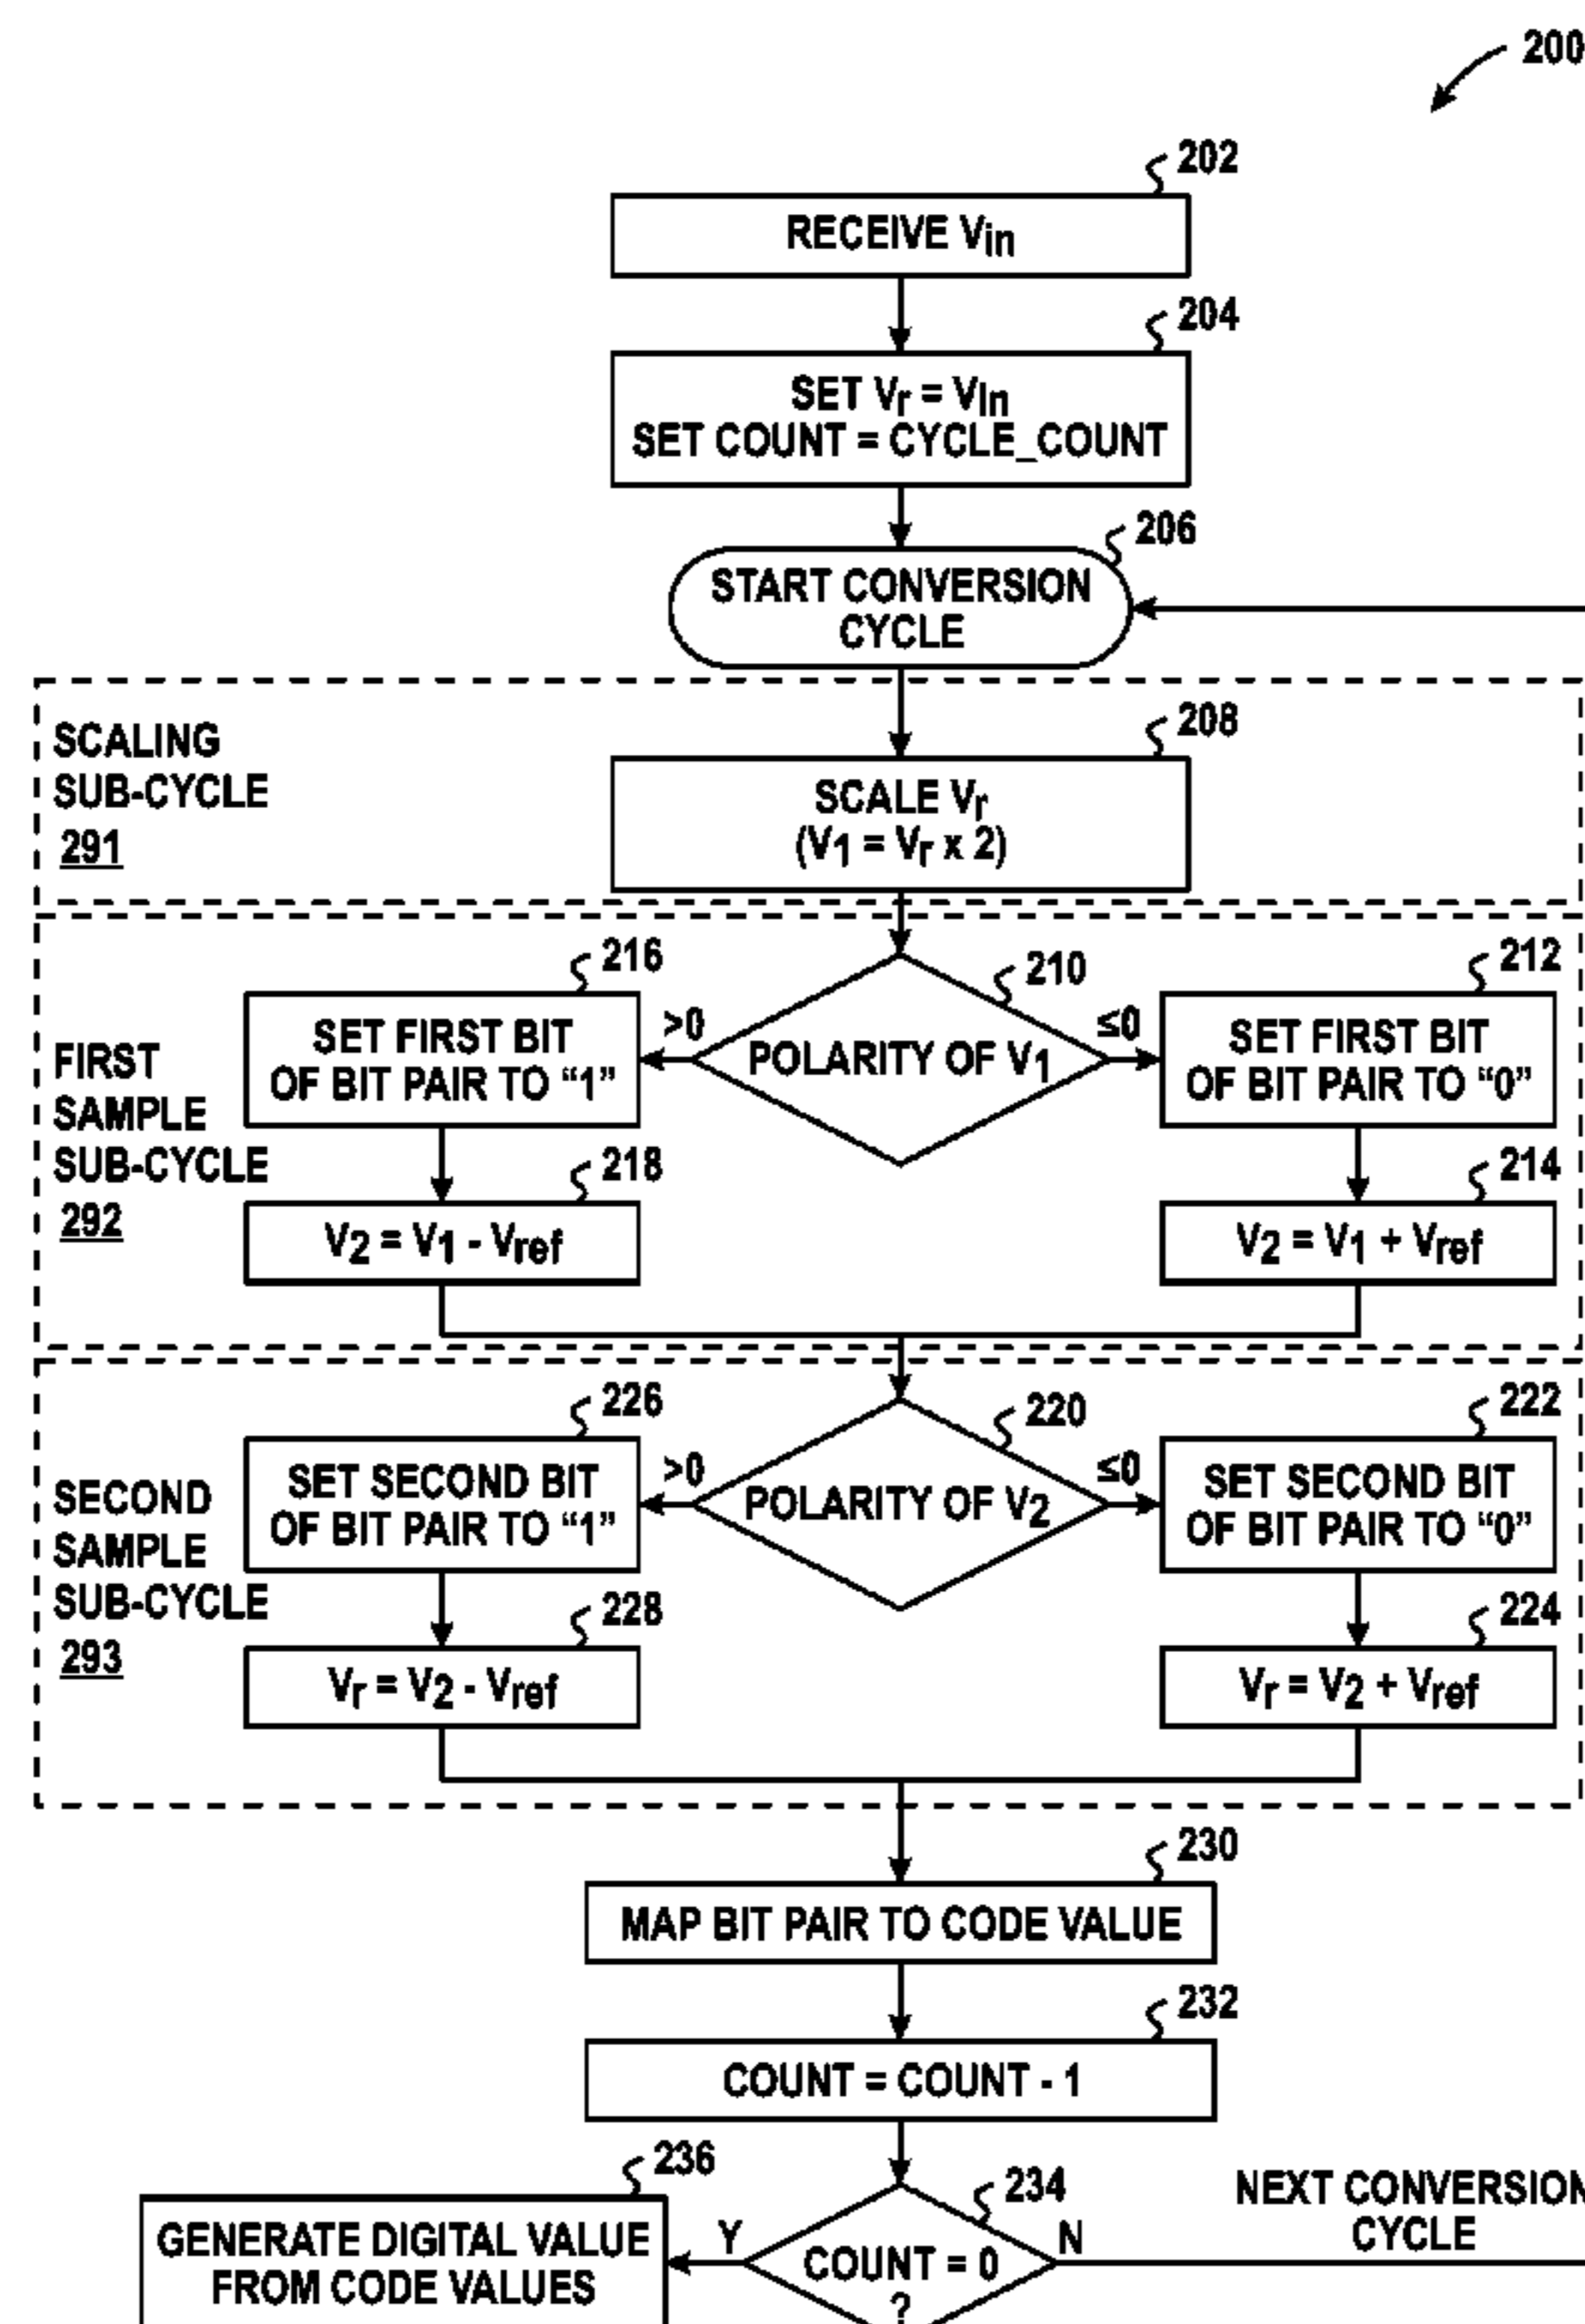 200
202
RECEIVE Vin
204
SET Vr = VIn
SET COUNT = CYCLE_COUNT
206
START CONVERSION
CYCLE
SCALING
SUB-CYCLE
291
208
SCALE Vr
(V1 = Vr x 2)
FIRST
SAMPLE
SUB-CYCLE
292
216
SET FIRST BIT
OF BIT PAIR TO “1”
>0
210
POLARITY OF V1
≤0
212
SET FIRST BIT
OF BIT PAIR TO “0”
218
V2 = V1 - Vref
214
V2 = V1 + Vref
SECOND
SAMPLE
SUB-CYCLE
293
226
SET SECOND BIT
OF BIT PAIR TO “1”
>0
220
POLARITY OF V2
≤0
222
SET SECOND BIT
OF BIT PAIR TO “0”
228
Vr = V2 - Vref
224
Vr = V2 + Vref
230
MAP BIT PAIR TO CODE VALUE
232
COUNT = COUNT - 1
236
GENERATE DIGITAL VALUE
FROM CODE VALUES
Y
234
COUNT = 0
?
N
NEXT CONVERSION
CYCLE